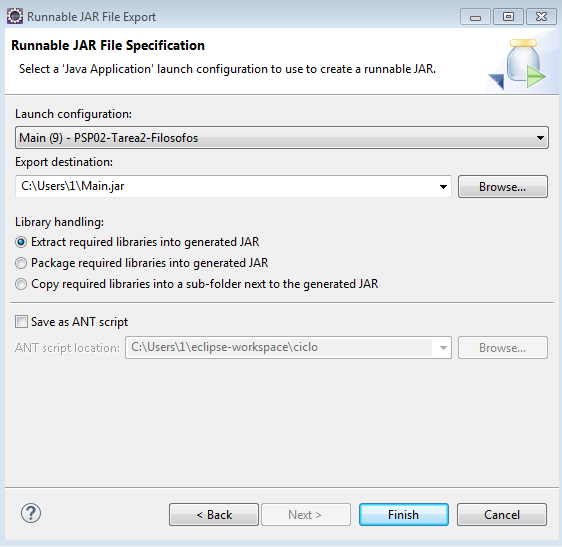 Runnable JAR File Export
Runnable JAR File Specification
Select a 'Java Application' launch configuration to use to create a runnable JAR.
Launch configuration:
Main (9) - PSP02-Tarea2-Filosofos
Export destination:
C:\Users\1\Main.jar
Browse...
Library handling:
Extract required libraries into generated JAR
Package required libraries into generated JAR
Copy required libraries into a sub-folder next to the generated JAR
Save as ANT script
ANT script location:
C:\Users\1\eclipse-workspace\ciclo
Browse...
?
< Back
Next >
Finish
Cancel